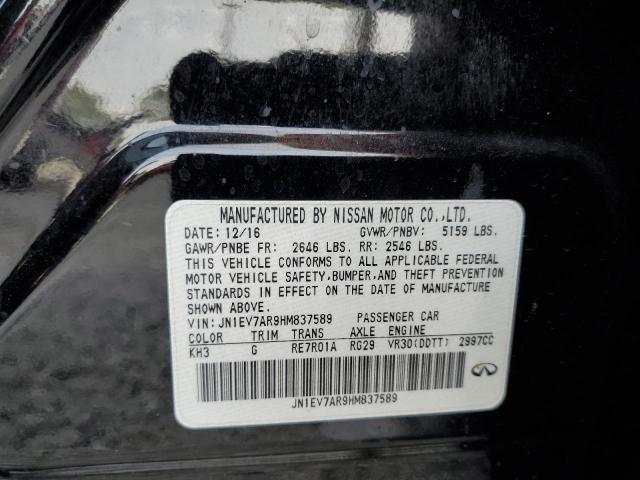 MANUFACTURED BY NISSAN MOTOR CO.,LTD.
DATE: 12/16 GVWR/PNBV: 5159 LBS.
GAWR/PNBE FR: 2646 LBS. RR: 2546 LBS.
THIS VEHICLE CONFORMS TO ALL APPLICABLE FEDERAL
MOTOR VEHICLE SAFETY,BUMPER,AND THEFT PREVENTION
STANDARDS IN EFFECT ON THE DATE OF MANUFACTURE
SHOWN ABOVE.
VIN: JN1EV7AR9HM837589 PASSENGER CAR
COLOR TRIM TRANS AXLE ENGINE
KH3 G RE7R01A RG29 VR30(DDTT) 2997CC
JN1EV7AR9HM837589
INFINITI